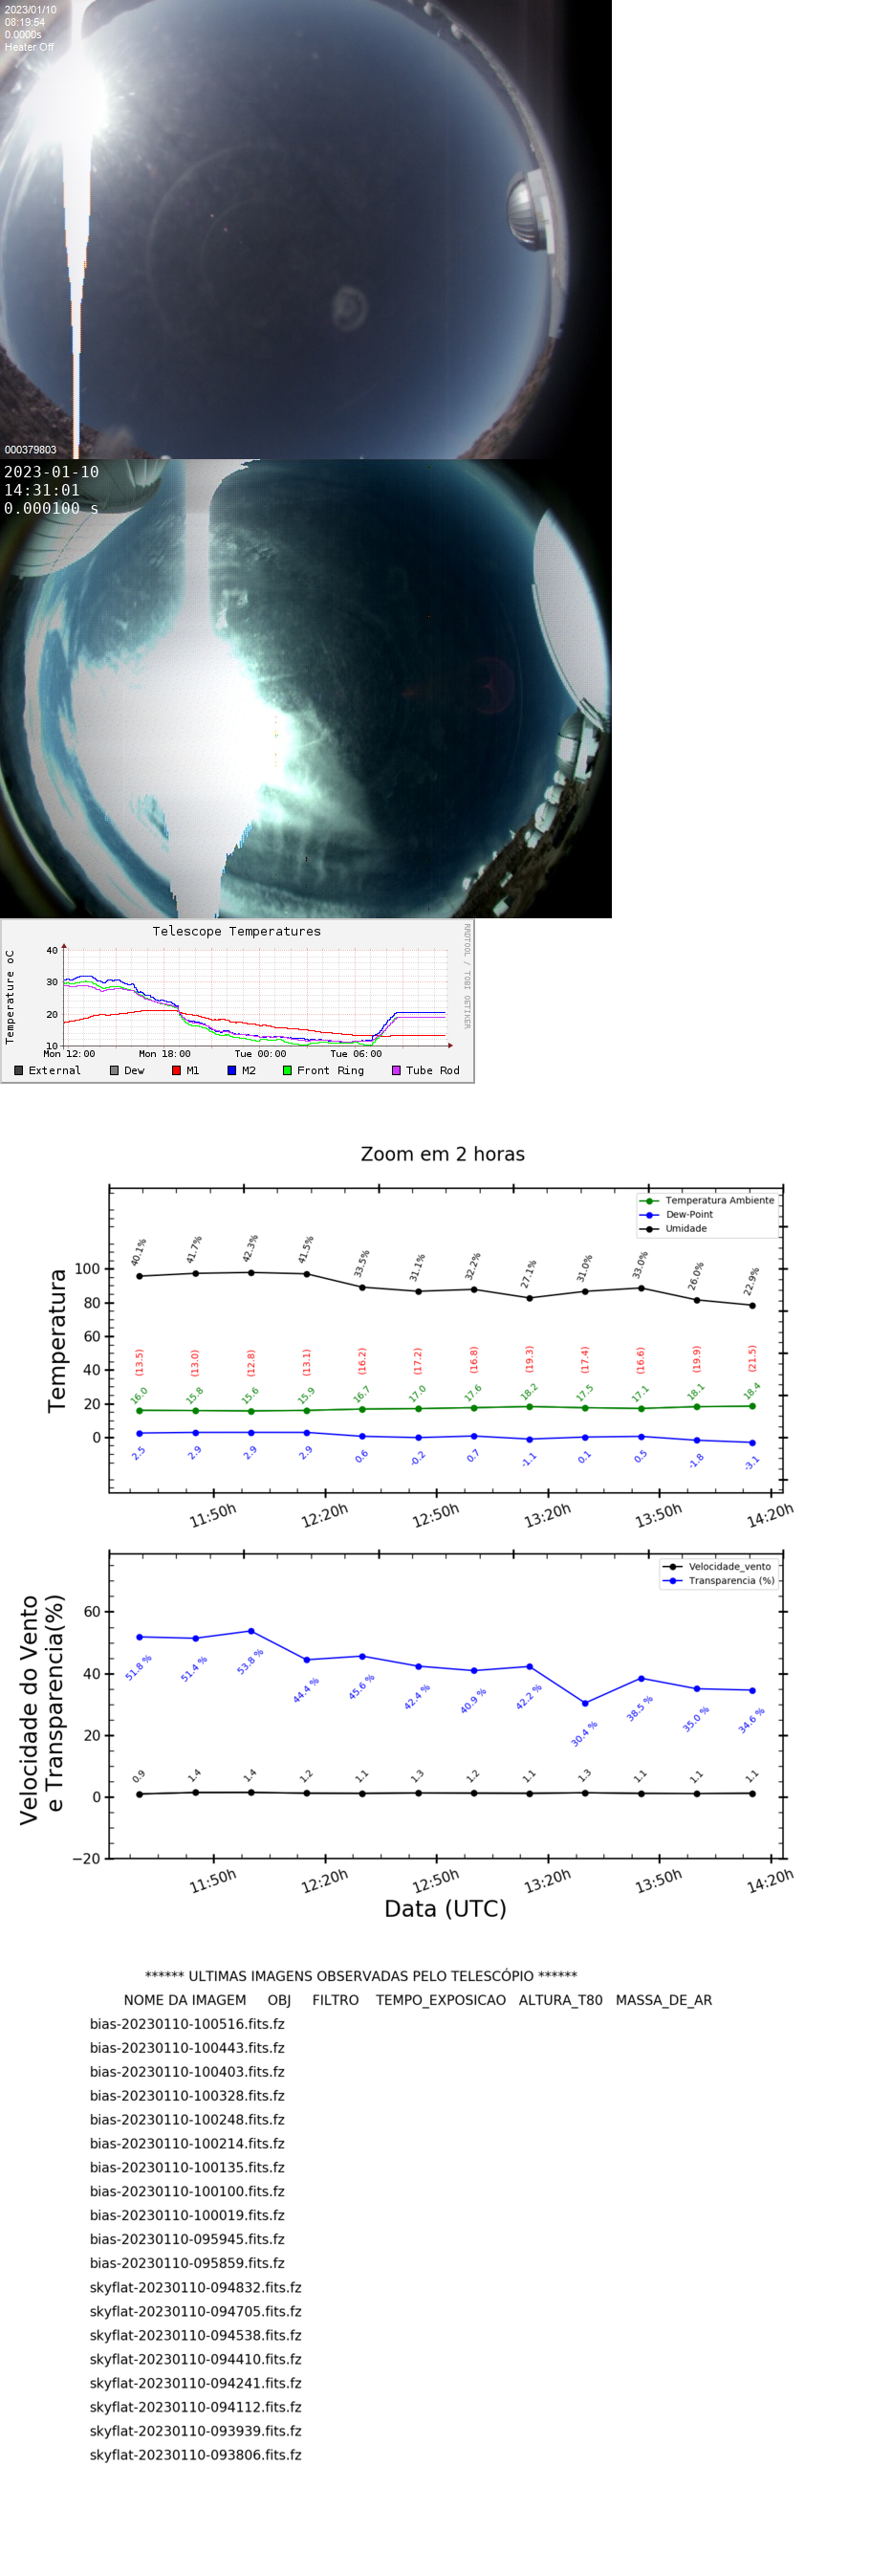 2023/01/10
08:19:54
0.0000s
Heater Off
000379803
2023-01-10
14:31:01
0.000100 s
Telescope Temperatures
RRDTOOL / TOBI OETIKER
Temperature oC
40
30
20
10
Mon 12:00 Mon 18:00 Tue 00:00 Tue 06:00
External Dew M1 M2 Front Ring Tube Rod
Zoom em 2 horas
Temperatura Ambiente
Dew-Point
Umidade
Temperatura
100
80
60
40
20
0
40.1% 41.7% 42.3% 41.5% 33.5% 31.1% 32.2% 27.1% 31.0% 33.0% 26.0% 22.9%
(13.5) (13.0) (12.8) (13.1) (16.2) (17.2) (16.8) (19.3) (17.4) (16.6) (19.9) (21.5)
16.0 15.8 15.6 15.9 16.7 17.0 17.6 18.2 17.5 17.1 18.1 18.4
2.5 2.9 2.9 2.9 0.6 -0.2 0.7 -1.1 0.1 0.5 -1.8 -3.1
11:50h 12:20h 12:50h 13:20h 13:50h 14:20h
Velocidade_vento
Transparencia (%)
Velocidade do Vento
e Transparencia(%)
60
40
20
0
−20
51.8 % 51.4 % 53.8 % 44.4 % 45.6 % 42.4 % 40.9 % 42.2 % 30.4 % 38.5 % 35.0 % 34.6 %
0.9 1.4 1.4 1.2 1.1 1.3 1.2 1.1 1.3 1.1 1.1 1.1
11:50h 12:20h 12:50h 13:20h 13:50h 14:20h
Data (UTC)
****** ULTIMAS IMAGENS OBSERVADAS PELO TELESCÓPIO ******
NOME DA IMAGEM OBJ FILTRO TEMPO_EXPOSICAO ALTURA_T80 MASSA_DE_AR
bias-20230110-100516.fits.fz
bias-20230110-100443.fits.fz
bias-20230110-100403.fits.fz
bias-20230110-100328.fits.fz
bias-20230110-100248.fits.fz
bias-20230110-100214.fits.fz
bias-20230110-100135.fits.fz
bias-20230110-100100.fits.fz
bias-20230110-100019.fits.fz
bias-20230110-095945.fits.fz
bias-20230110-095859.fits.fz
skyflat-20230110-094832.fits.fz
skyflat-20230110-094705.fits.fz
skyflat-20230110-094538.fits.fz
skyflat-20230110-094410.fits.fz
skyflat-20230110-094241.fits.fz
skyflat-20230110-094112.fits.fz
skyflat-20230110-093939.fits.fz
skyflat-20230110-093806.fits.fz